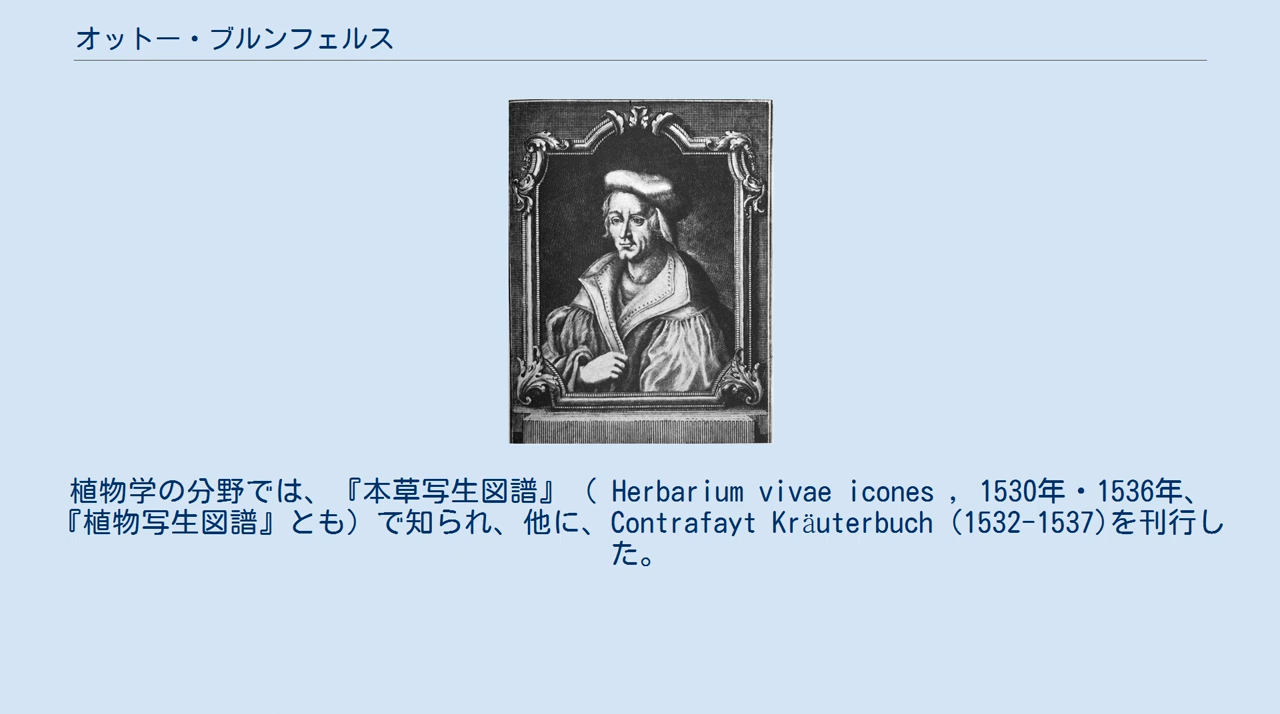 オットー・ブルンフェルス
植物学の分野では、『本草写生図譜』（ Herbarium vivae icones , 1530年・1536年、
『植物写生図譜』とも）で知られ、他に、Contrafayt Kräuterbuch (1532-1537)を刊行し
た。